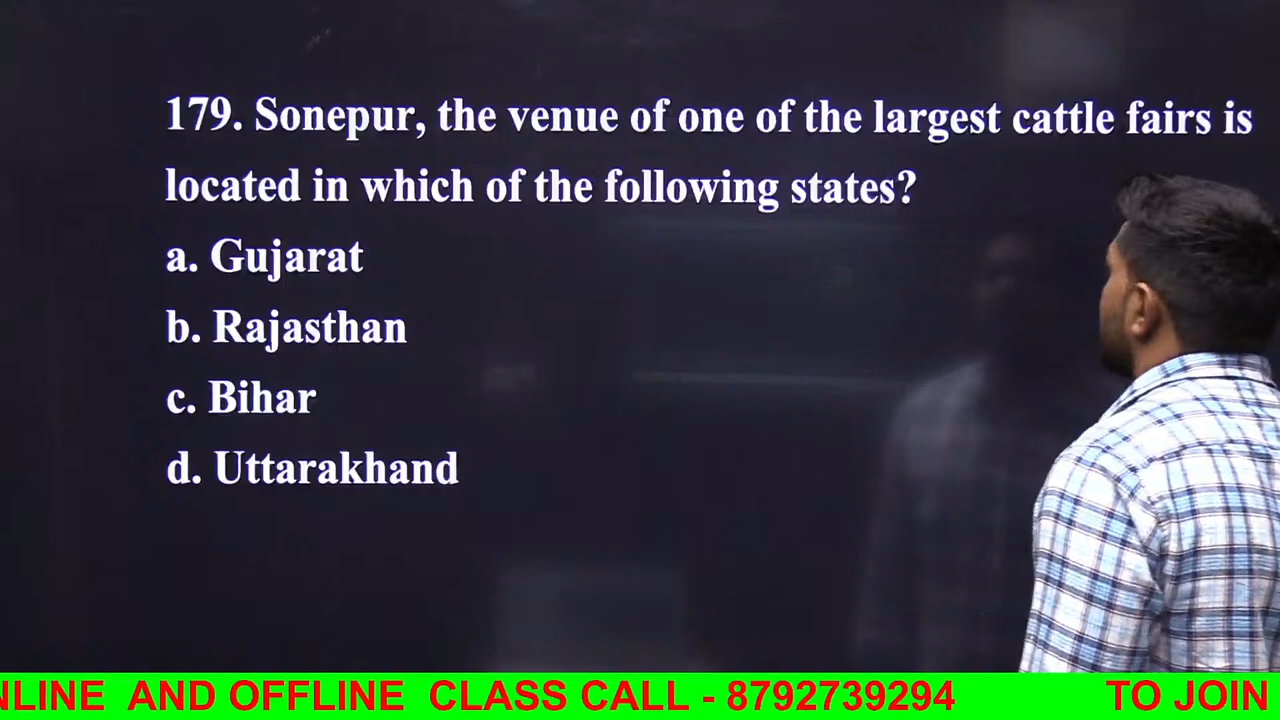 179. Sonepur, the venue of one of the largest cattle fairs is
located in which of the following states?
a. Gujarat
b. Rajasthan
c. Bihar
d. Uttarakhand
NLINE AND OFFLINE CLASS CALL - 8792739294 TO JOIN